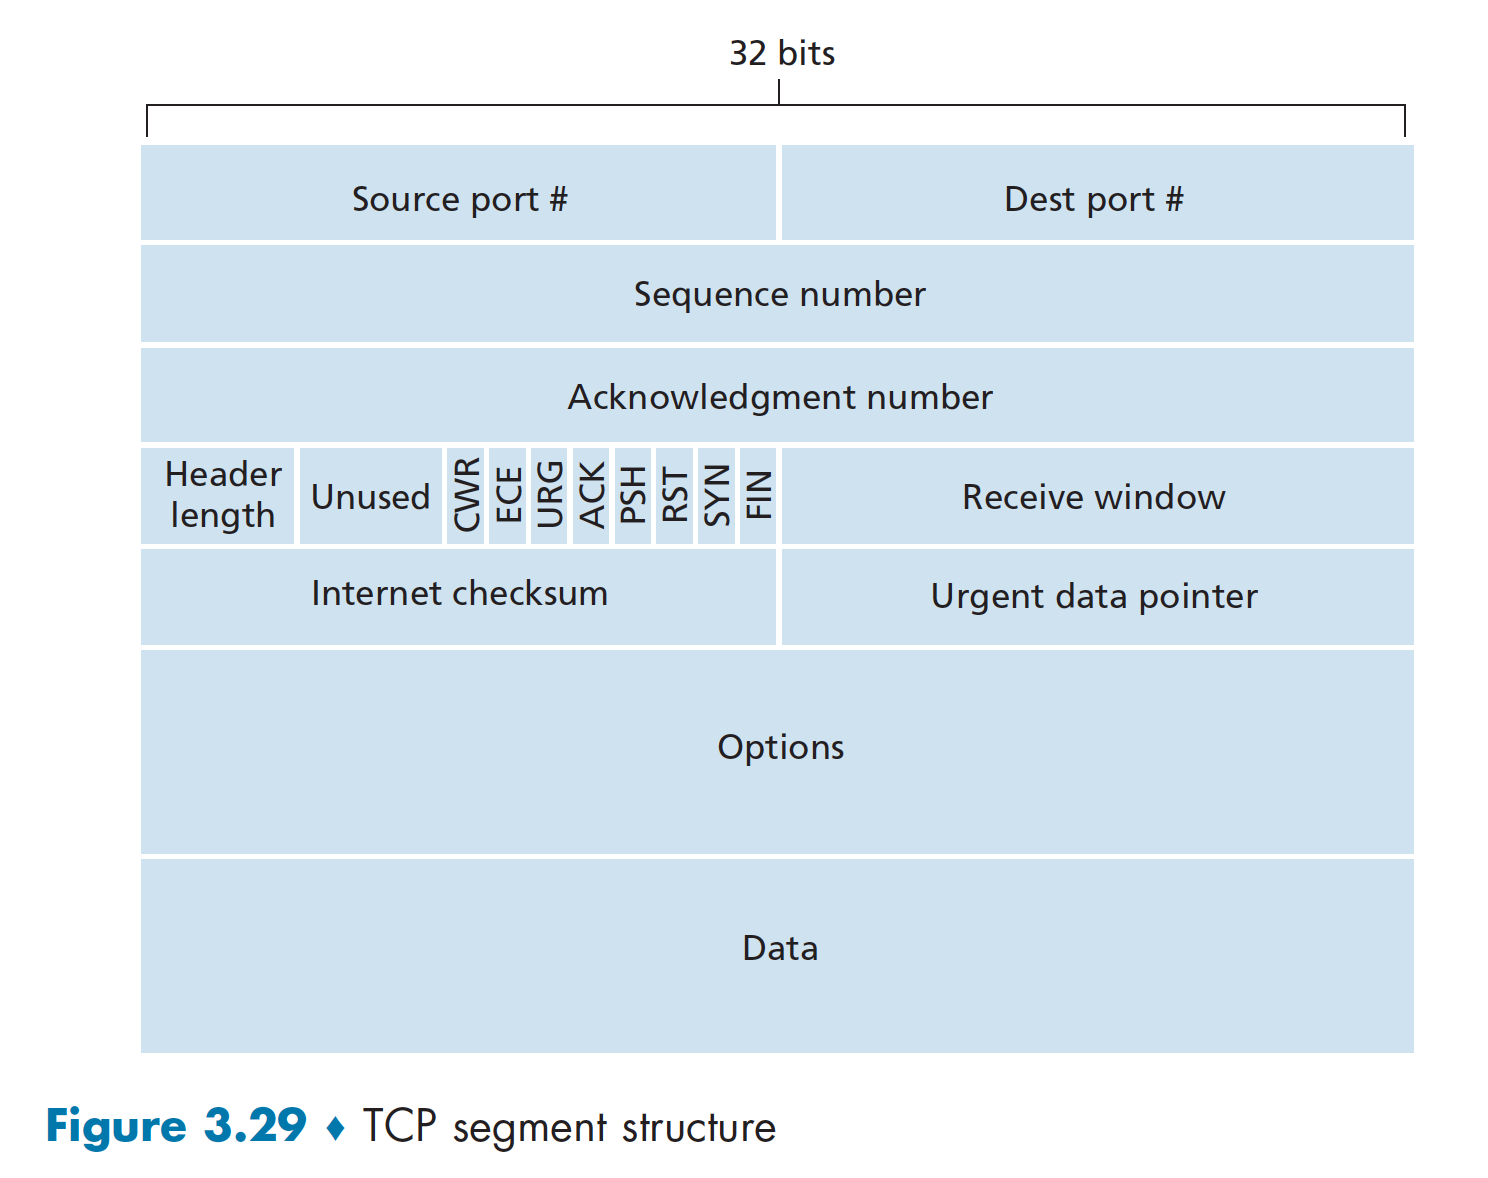 32 bits
Source port #
Dest port #
Sequence number
Acknowledgment number
Header
length
Unused
CWR
ECE
URG
ACK
PSH
RST
SYN
FIN
Receive window
Internet checksum
Urgent data pointer
Options
Data
Figure 3.29 ♦ TCP segment structure